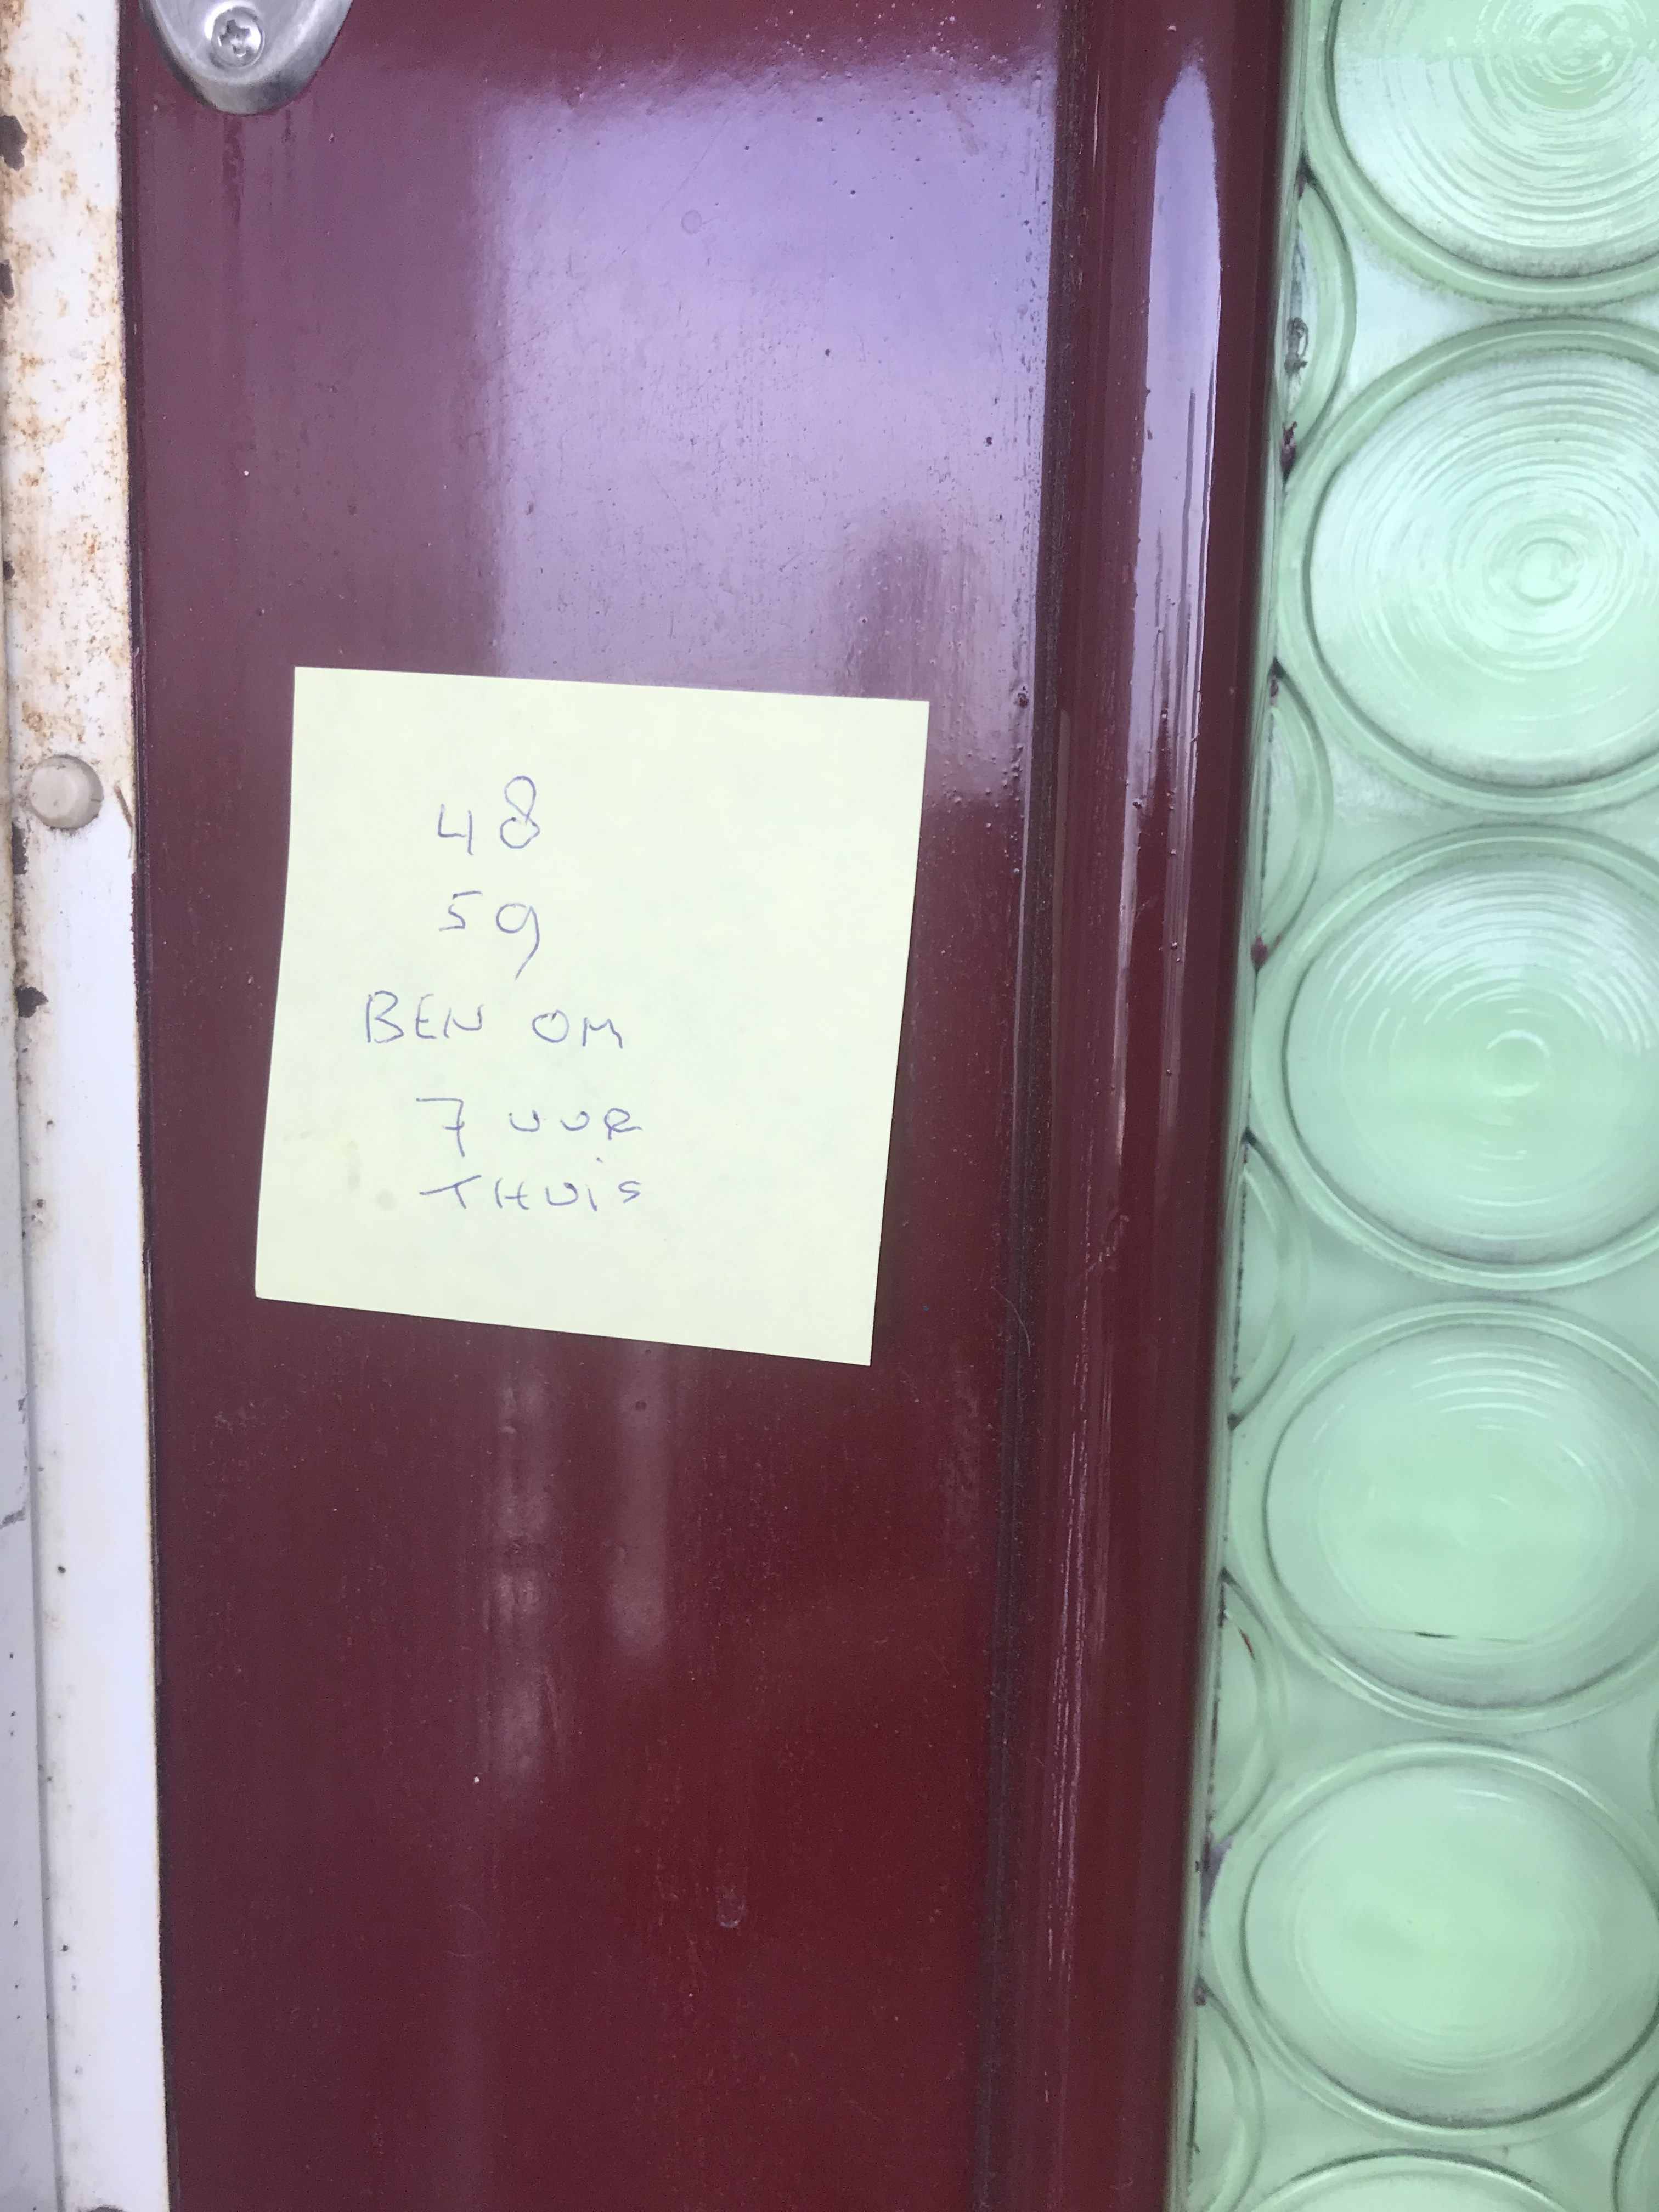 48
59
BEN OM
7 UUR
THUiS